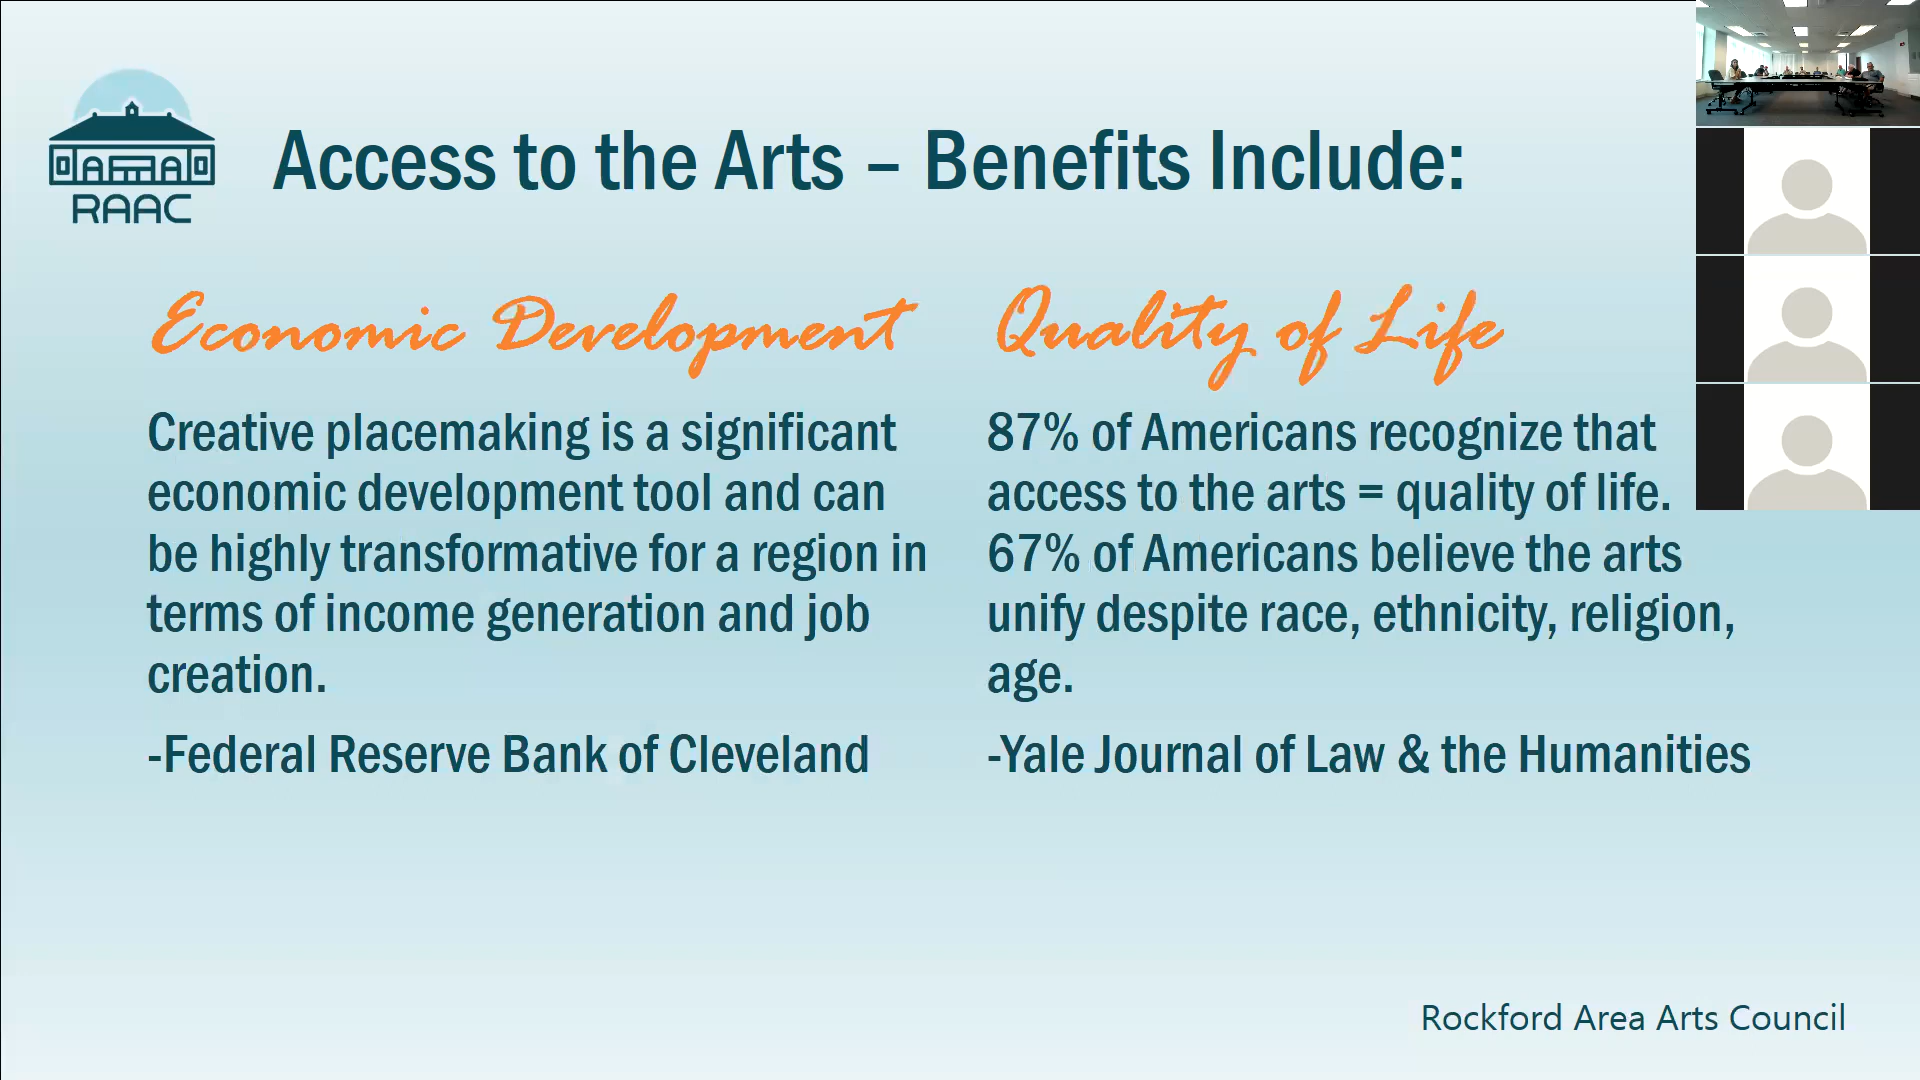 RAAC
Access to the Arts – Benefits Include:
Economic Development
Creative placemaking is a significant
economic development tool and can
be highly transformative for a region in
terms of income generation and job
creation.
-Federal Reserve Bank of Cleveland
Quality of Life
87% of Americans recognize that
access to the arts = quality of life.
67% of Americans believe the arts
unify despite race, ethnicity, religion,
age.
-Yale Journal of Law & the Humanities
Rockford Area Arts Council